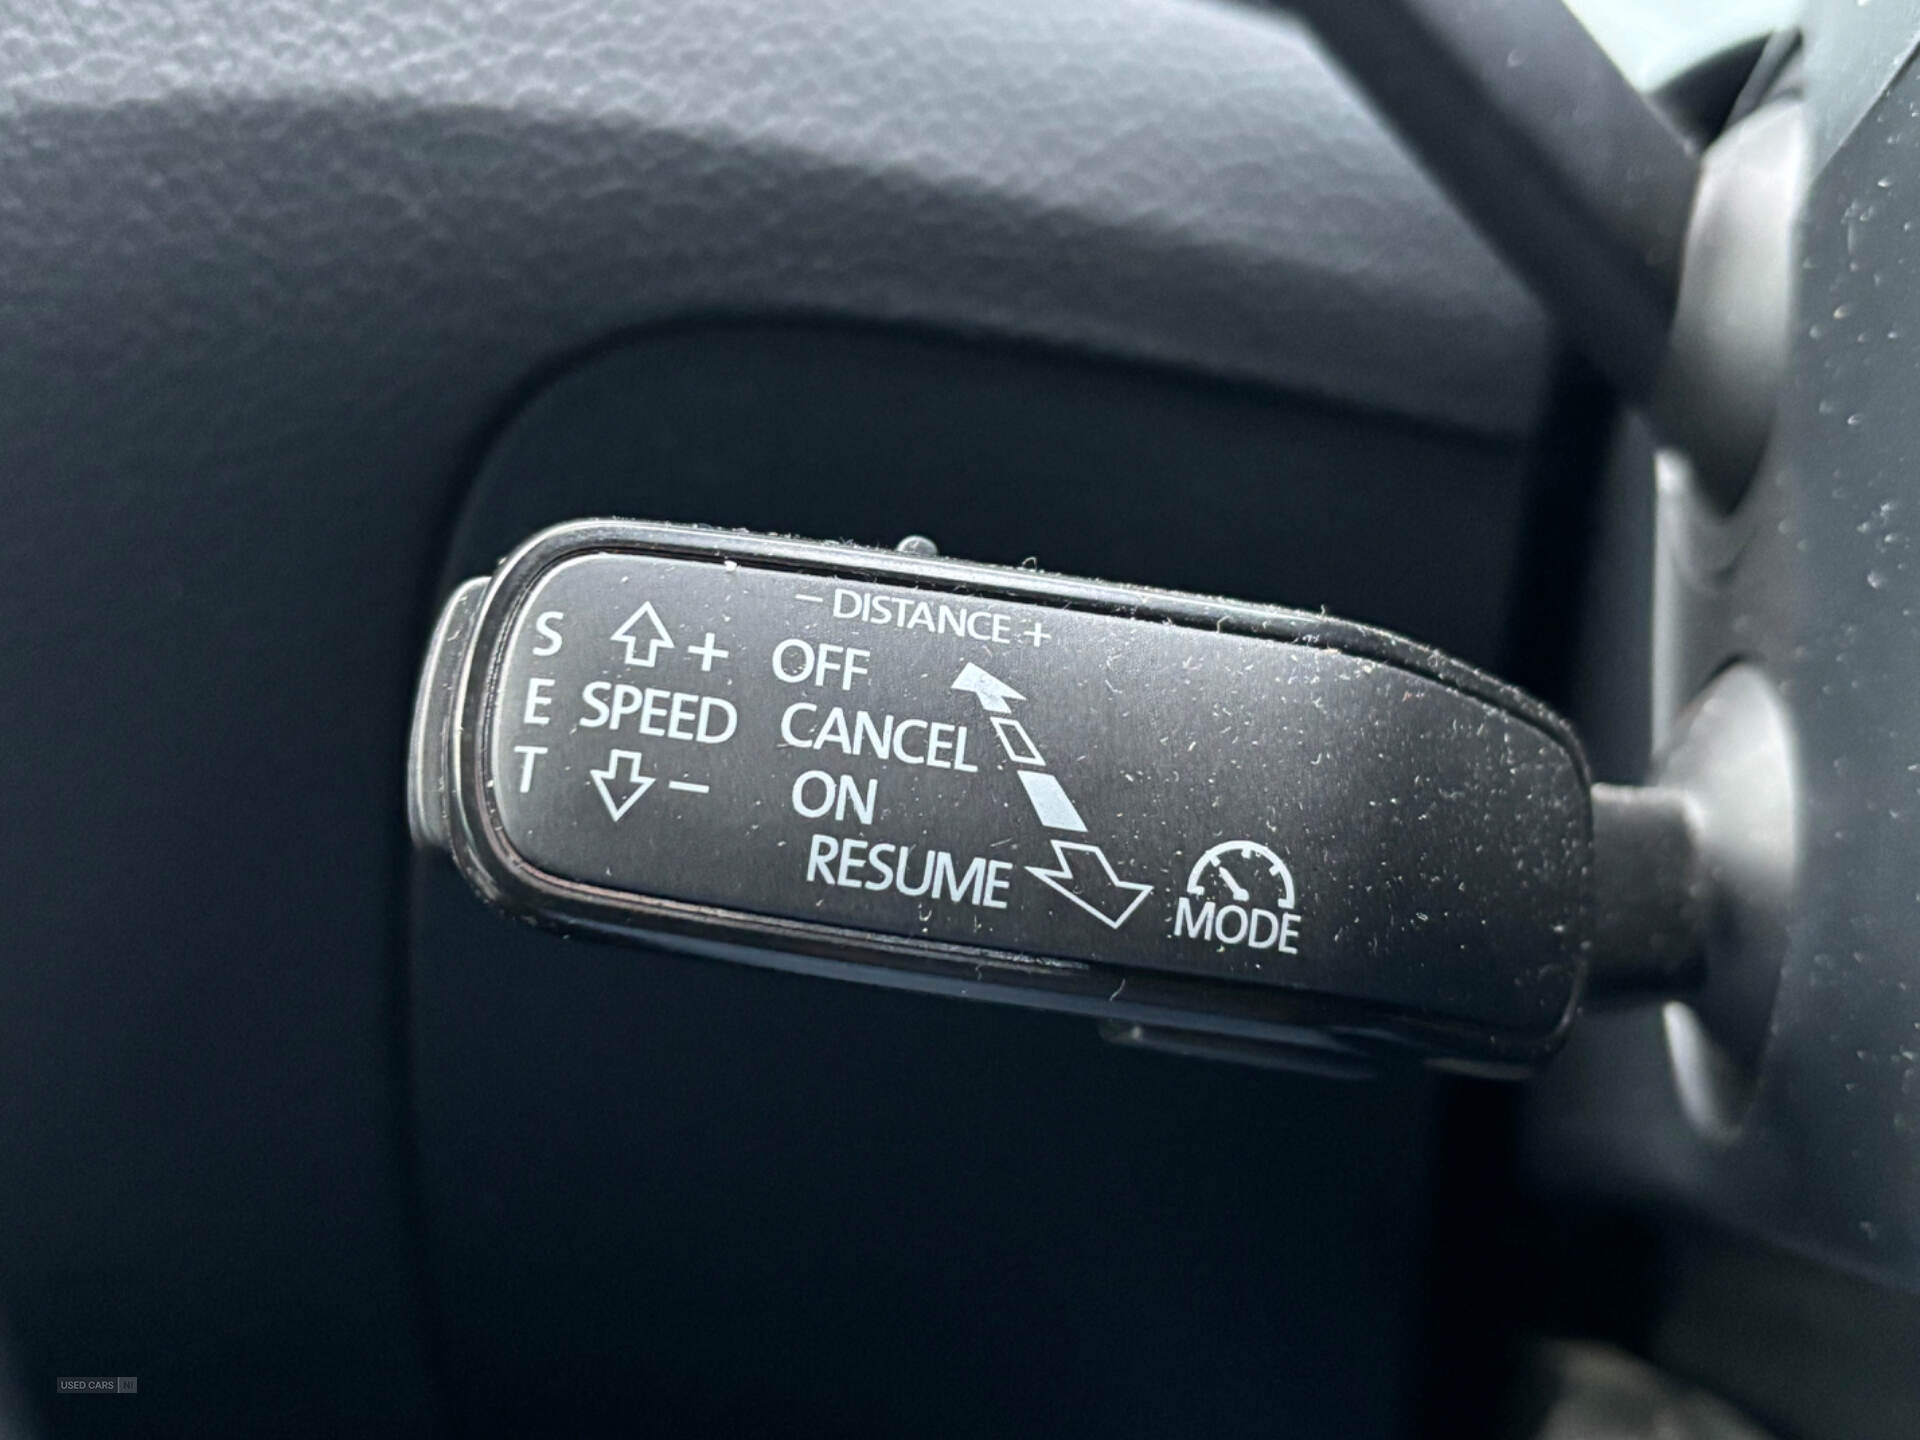 – DISTANCE +
S
E
T
+
SPEED
–
OFF
CANCEL
ON
RESUME
MODE
USED CARS NI